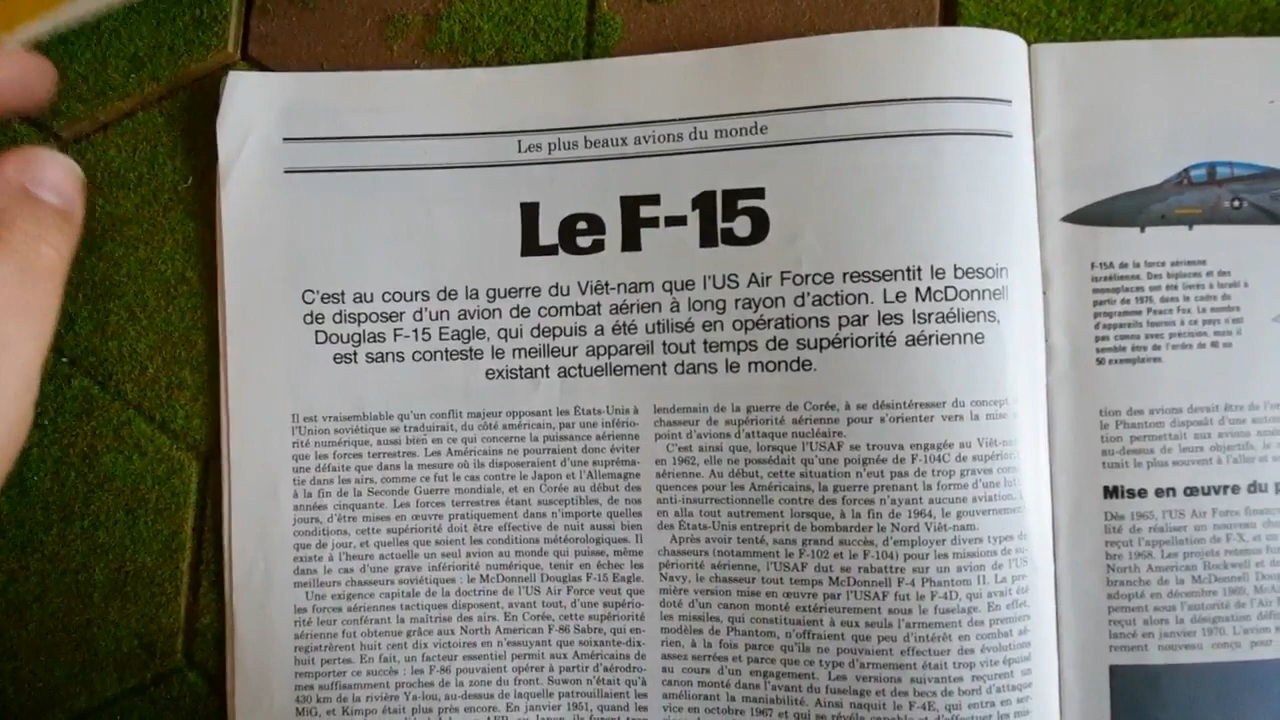 Les plus beaux avions du monde
Le F-15
C'est au cours de la guerre du Viêt-nam que l'US Air Force ressentit le besoin
de disposer d'un avion de combat aérien à long rayon d'action. Le McDonnell
Douglas F-15 Eagle, qui depuis a été utilisé en opérations par les Israéliens,
est sans conteste le meilleur appareil tout temps de supériorité aérienne
existant actuellement dans le monde.
Il est vraisemblable qu'un conflit majeur opposant les États-Unis à
l'Union soviétique se traduirait, du côté américain, par une infério-
rité numérique, aussi bien en ce qui concerne la puissance aérienne
que les forces terrestres. Les Américains ne pourraient donc éviter
une défaite que dans la mesure où ils disposeraient d'une supréma-
tie dans les airs, comme ce fut le cas contre le Japon et l'Allemagne
à la fin de la Seconde Guerre mondiale, et en Corée au début des
années cinquante. Les forces terrestres étant susceptibles, de nos
jours, d'être mises en œuvre pratiquement dans n'importe quelles
conditions, cette supériorité doit être effective de nuit aussi bien
que de jour, et quelles que soient les conditions météorologiques. Il
existe à l'heure actuelle un seul avion au monde qui puisse, même
dans le cas d'une grave infériorité numérique, tenir en échec les
meilleurs chasseurs soviétiques : le McDonnell Douglas F-15 Eagle.
Une exigence capitale de la doctrine de l'US Air Force veut que
les forces aériennes tactiques disposent, avant tout, d'une supério-
rité leur conférant la maîtrise des airs. En Corée, cette supériorité
aérienne fut obtenue grâce aux North American F-86 Sabre, qui en-
registrèrent huit cent dix victoires en n'essuyant que soixante-dix-
huit pertes. En fait, un facteur essentiel permit aux Américains de
remporter ce succès : les F-86 pouvaient opérer à partir d'aérodro-
mes suffisamment proches de la zone du front. Suwon n'était qu'à
430 km de la rivière Ya-lou, au-dessus de laquelle patrouillaient les
MiG, et Kimpo était plus près encore. En janvier 1951, quand les
lendemain de la guerre de Corée, à se désintéresser du concept
chasseur de supériorité aérienne pour s'orienter vers la mise
point d'avions d'attaque nucléaire.
C'est ainsi que, lorsque l'USAF se trouva engagée au Viêt-na
en 1962, elle ne possédait qu'une poignée de F-104C de supérior
aérienne. Au début, cette situation n'eut pas de trop graves con
quences pour les Américains, la guerre prenant la forme d'une lut
anti-insurrectionnelle contre des forces n'ayant aucune aviation.
en alla tout autrement lorsque, à la fin de 1964, le gouvernemen
des États-Unis entreprit de bombarder le Nord Viêt-nam.
Après avoir tenté, sans grand succès, d'employer divers types de
chasseurs (notamment le F-102 et le F-104) pour les missions de su-
périorité aérienne, l'USAF dut se rabattre sur un avion de l'US
Navy, le chasseur tout temps McDonnell F-4 Phantom II. La pre-
mière version mise en œuvre par l'USAF fut le F-4D, qui avait été
doté d'un canon monté extérieurement sous le fuselage. En effet,
les missiles, qui constituaient à eux seuls l'armement des premiers
modèles de Phantom, n'offraient que peu d'intérêt en combat aé-
rien, à la fois parce qu'ils ne pouvaient effectuer des évolutions
assez serrées et parce que ce type d'armement était trop vite épuisé
au cours d'un engagement. Les versions suivantes reçurent un
canon monté dans l'avant du fuselage et des becs de bord d'attaque
améliorant la maniabilité. Ainsi naquit le F-4E, qui entra en ser-
vice en octobre 1967 et qui se révéla capable d'effectuer les mis-
F-15A de la force aérienne
israélienne. Des biplaces et des
monoplaces ont été livrés à Israël à
partir de 1976, dans le cadre du
programme Peace Fox. Le nombre
d'appareils fournis à ce pays n'est
pas connu avec précision, mais il
semble être de l'ordre de 40 ou
50 exemplaires.
tion des avions devait être de l'
le Phantom disposât d'une
tion permettait aux avions
au-dessus de leurs objectifs,
tuait le plus souvent à l'aller et
Mise en œuvre du p
Dès 1965, l'US Air Force
lité de réaliser un nouveau
reçut l'appellation de F-X, et
bre 1968. Les projets retenus
North American Rockwell et
branche de la McDonnell
adopté en décembre 1969,
pement sous l'autorité de l'Air
reçut alors la désignation
lancé en janvier 1970. L'avion
rement nouveau conçu pour